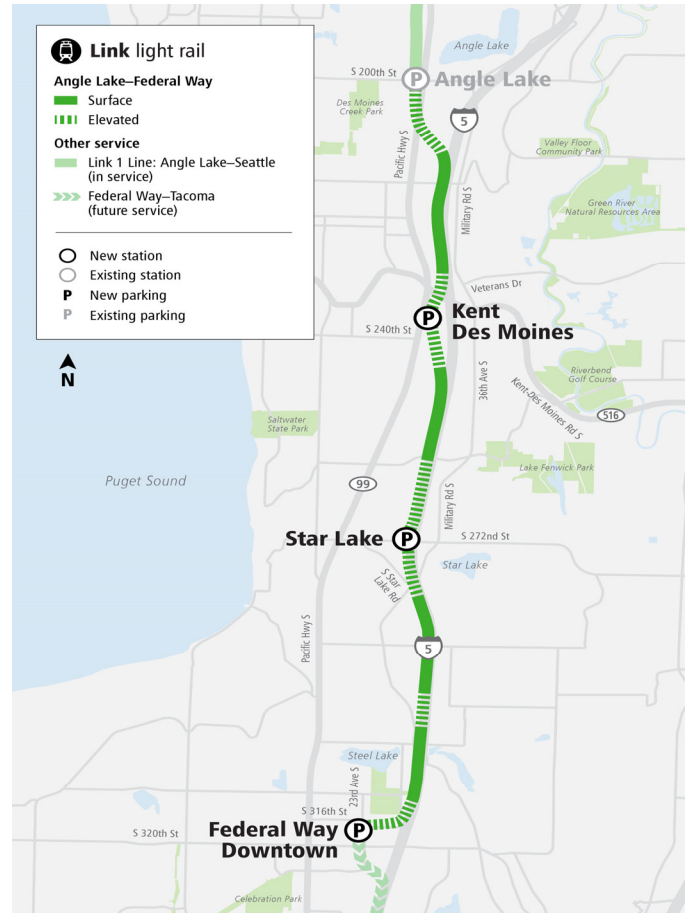 Link light rail
Angle Lake–Federal Way
Surface
Elevated
Other service
Link 1 Line: Angle Lake–Seattle
(in service)
Federal Way–Tacoma
(future service)
New station
Existing station
P New parking
P Existing parking
N
Angle Lake
S 200th St
P Angle Lake
Des Moines
Creek Park
5
Pacific Hwy S
Valley Floor
Community Park
Military Rd S
Green River
Natural Resources Area
Veterans Dr
P Kent
Des Moines
S 240th St
36th Ave S
Riverbend
Golf Course
Kent-Des Moines Rd S
516
Saltwater
State Park
Lake Fenwick Park
Puget Sound
99
Military Rd S
Star Lake P
S 272nd St
Star Lake
S Star
Lake Rd
Pacific Hwy S
5
Steel Lake
23rd Ave S
S 316th St
Federal Way
Downtown
P
S 320th St
Celebration Park